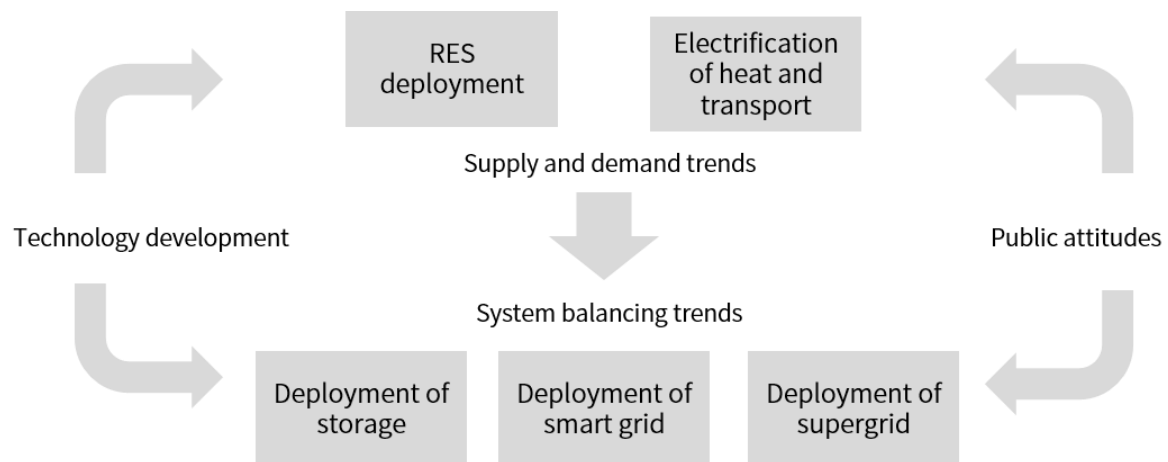 RES
deployment
Electrification
of heat and
transport
Supply and demand trends
Technology development
Public attitudes
System balancing trends
Deployment of
storage
Deployment of
smart grid
Deployment of
supergrid